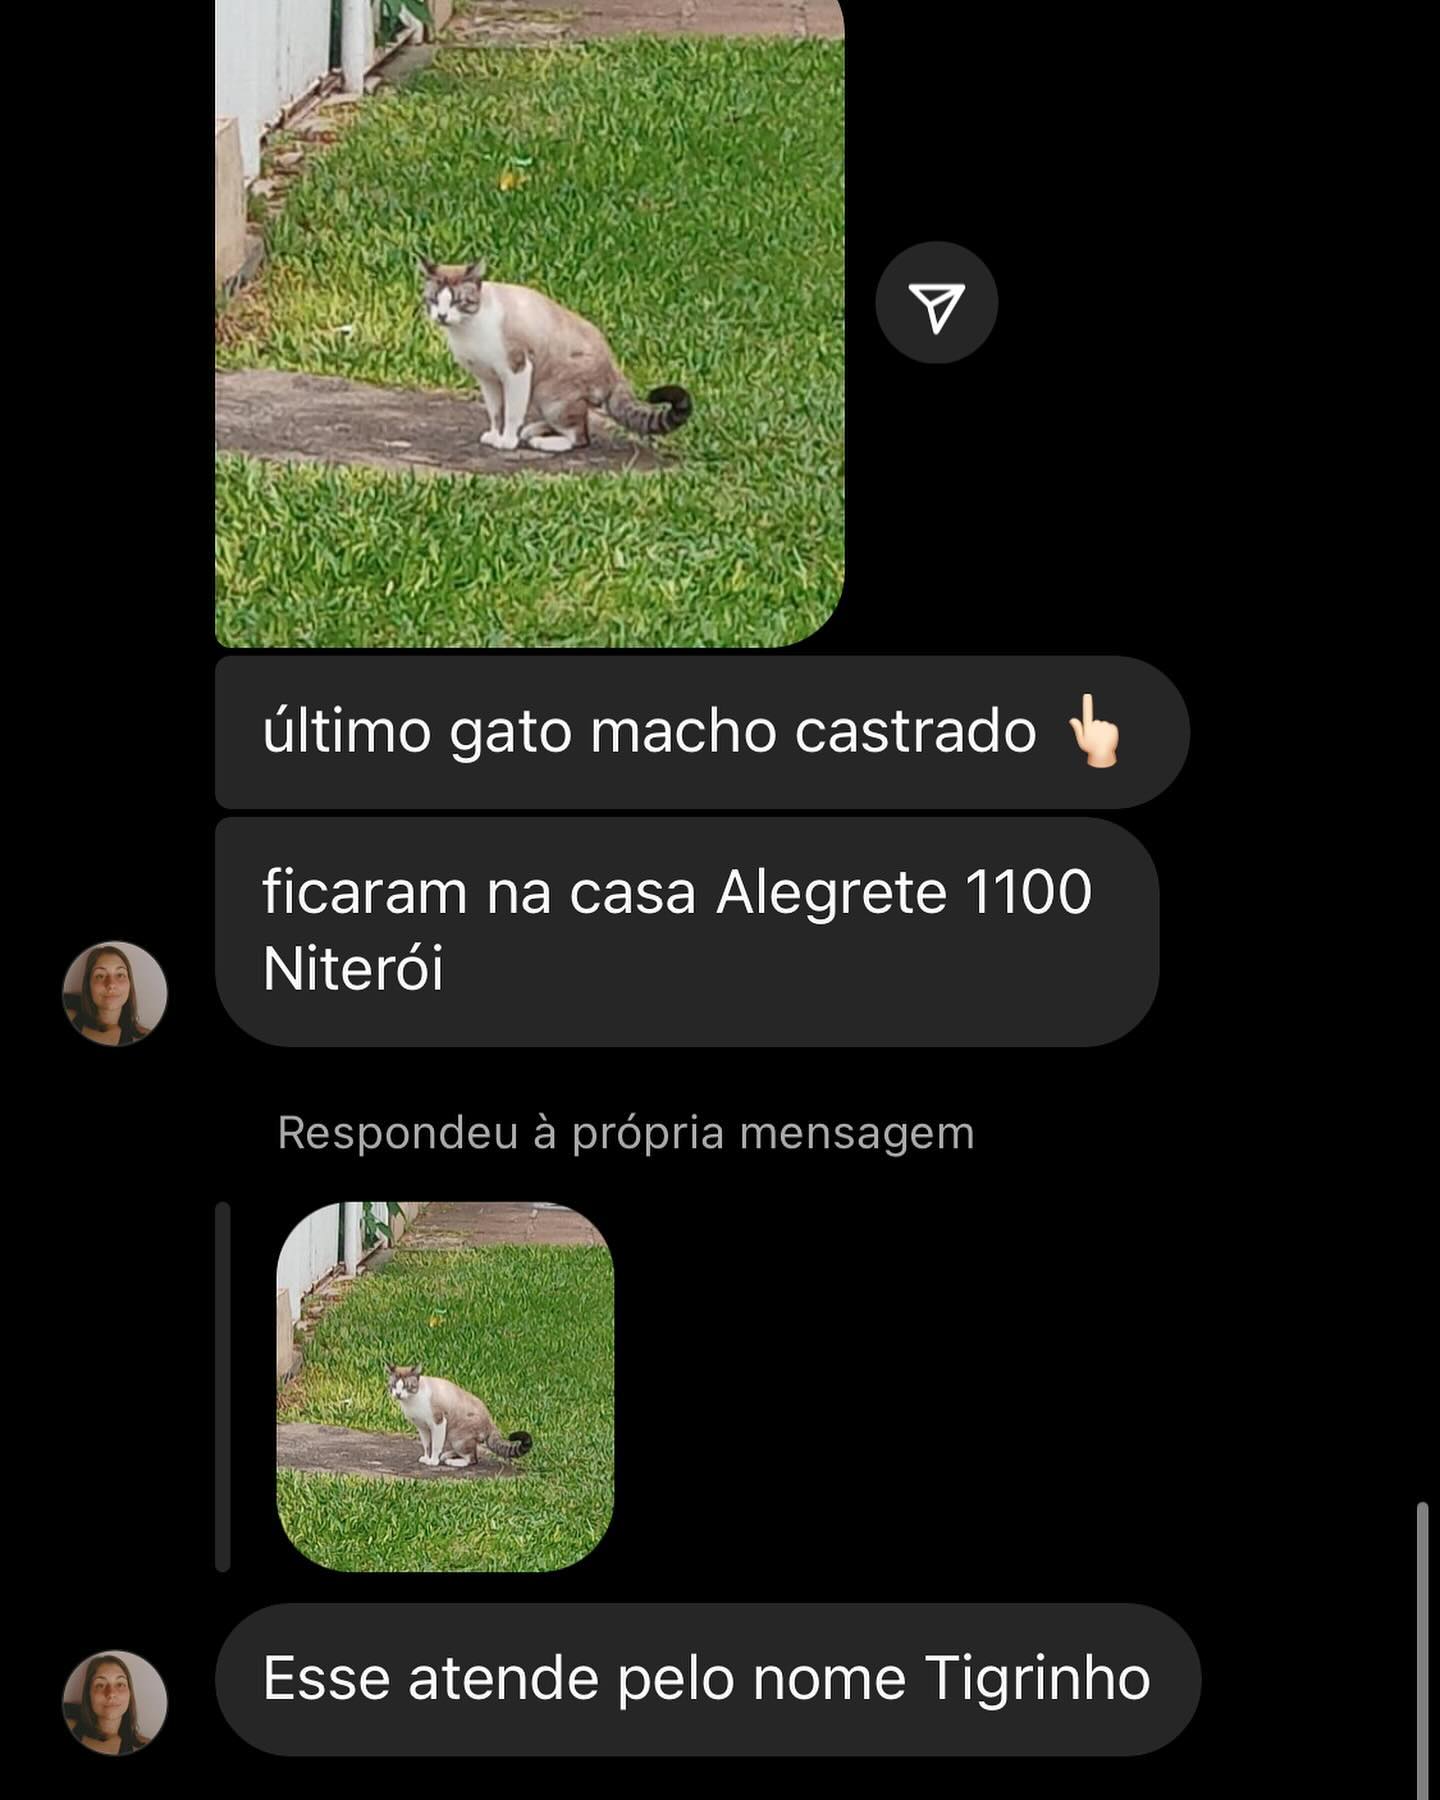 último gato macho castrado 👆🏻
ficaram na casa Alegrete 1100
Niterói
Respondeu à própria mensagem
Esse atende pelo nome Tigrinho